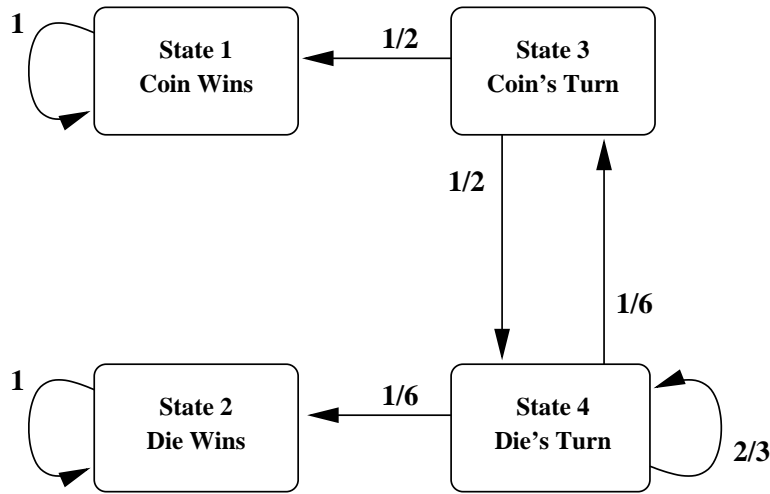 1
State 1
Coin Wins
1/2
State 3
Coin's Turn
1/2
1/6
1
State 2
Die Wins
1/6
State 4
Die's Turn
2/3